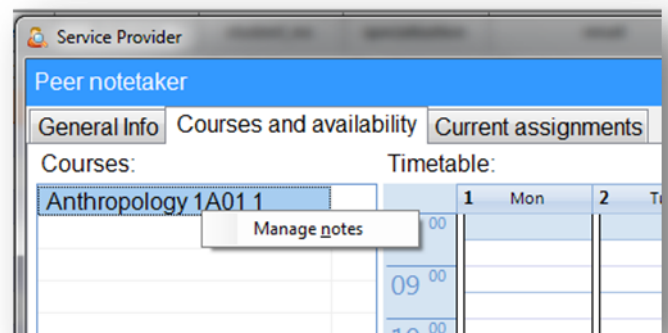 Service Provider
Peer notetaker
General Info Courses and availability Current assignments
Courses: Timetable:
1 Mon 2
Anthropology 1A01 1
Manage notes
00
09 00
00